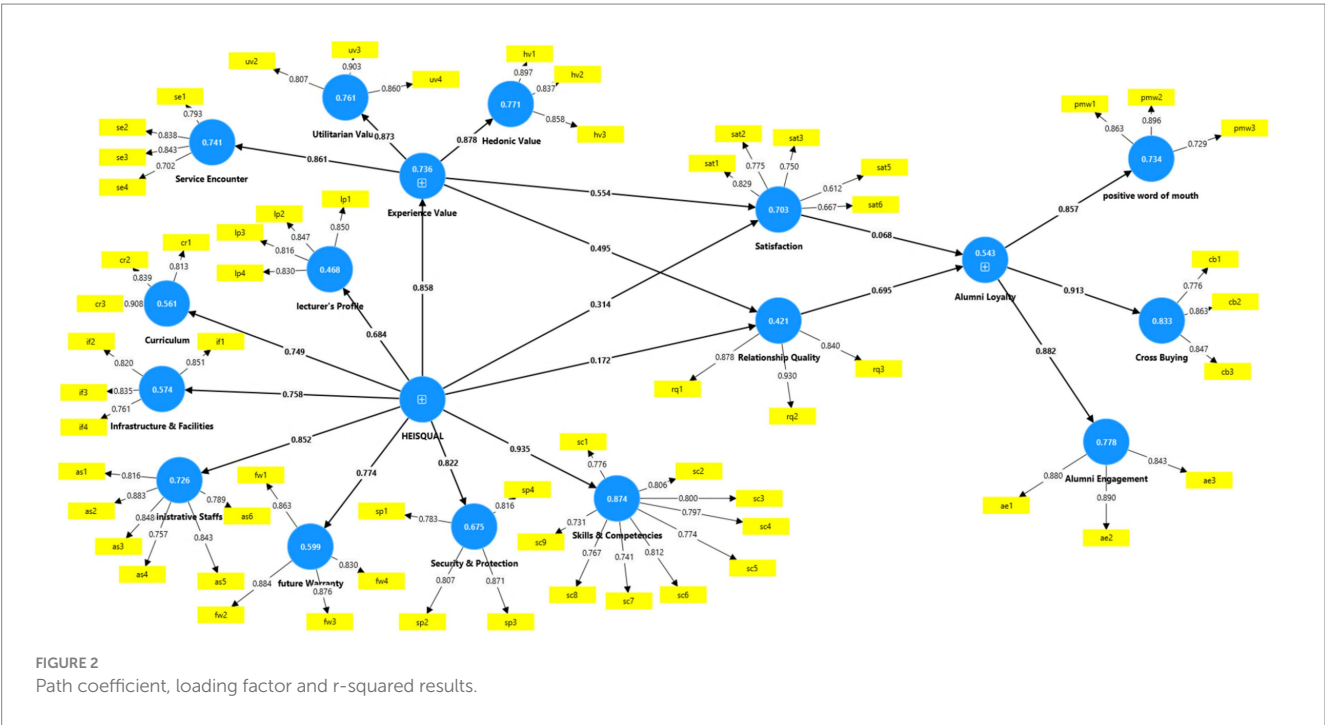 uv3
uv2
0.903
0.807
0.860
uv4
0.761
Utilitarian Valu
hv1
0.897
hv2
0.837
0.771
0.858
hv3
Hedonic Value
se1
0.793
se2
0.838
0.741
se3
0.843
0.702
se4
Service Encounter
0.873
0.878
0.861
0.736
Experience Value
lp1
lp2
0.850
lp3
0.847
0.816
lp4
0.830
0.468
lecturer's Profile
cr1
cr2
0.813
0.839
cr3
0.908
0.561
Curriculum
if2
if1
0.820
0.851
if3
0.835
0.574
0.761
if4
Infrastructure & Facilities
0.858
0.684
0.749
0.758
HEISQUAL
0.852
0.774
0.822
0.935
as1
0.816
0.726
0.789
as2
0.883
as6
inistrative Staffs
0.848
as3
0.757
0.843
as4
as5
fw1
0.863
0.599
0.830
fw4
future Warranty
0.884
0.876
fw2
fw3
sp4
sp1
0.816
0.783
0.675
Security & Protection
0.807
0.871
sp2
sp3
sc1
0.776
sc2
0.806
0.874
0.800
sc3
0.797
sc4
0.731
sc9
Skills & Competencies
0.774
sc5
0.767
0.741
0.812
sc8
sc7
sc6
0.554
0.495
0.314
0.172
sat2
sat3
sat1
0.775
0.750
sat5
0.829
0.612
0.667
sat6
0.703
Satisfaction
0.068
0.695
0.421
Relationship Quality
0.878
0.840
rq3
rq1
0.930
rq2
0.543
Alumni Loyalty
0.857
0.913
0.882
pmw2
pmw1
0.896
0.863
pmw3
0.729
0.734
positive word of mouth
cb1
0.776
cb2
0.863
0.833
0.847
Cross Buying
cb3
0.778
Alumni Engagement
0.880
0.843
ae3
ae1
0.890
ae2
FIGURE 2
Path coefficient, loading factor and r-squared results.